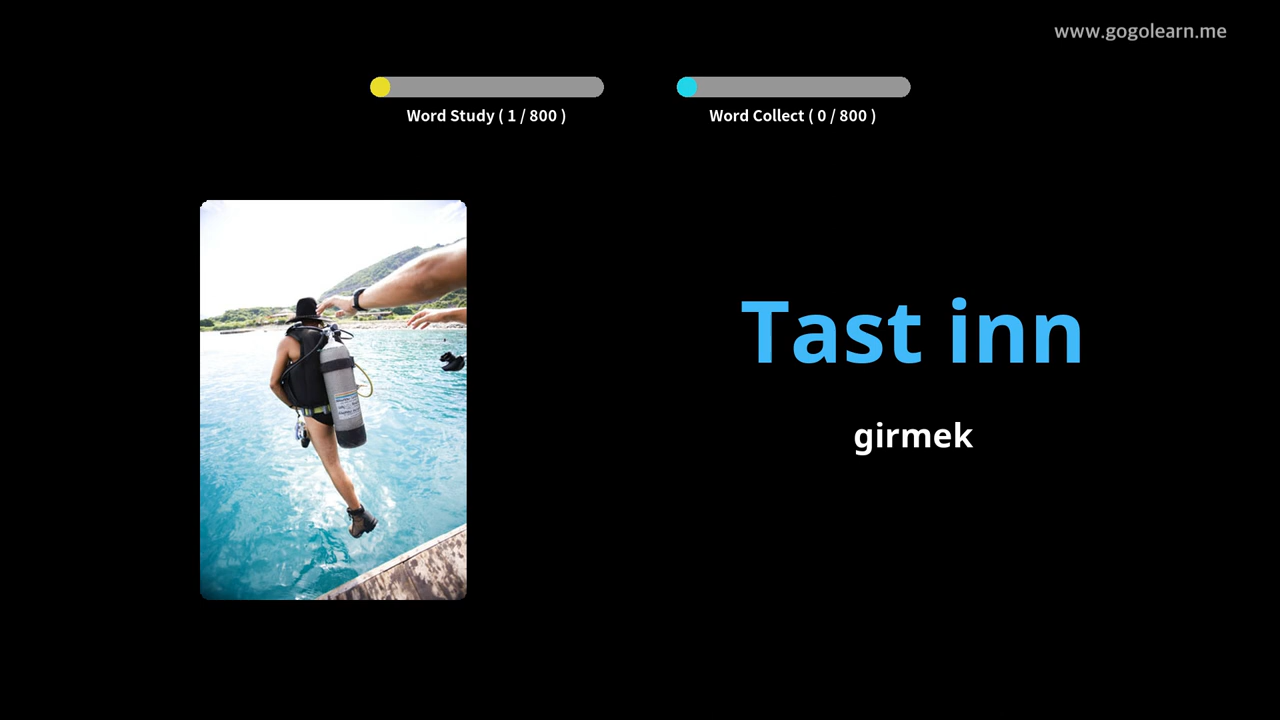 www.gogolearn.me
Word Study ( 1 / 800 )
Word Collect ( 0 / 800 )
Tast inn
girmek